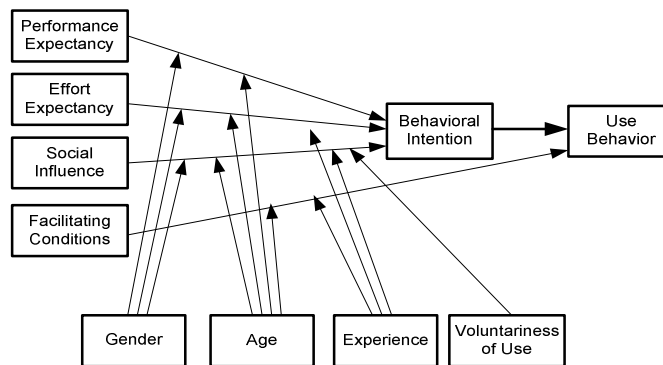 Performance
Expectancy
Effort
Expectancy
Social
Influence
Facilitating
Conditions
Behavioral
Intention
Use
Behavior
Gender
Age
Experience
Voluntariness
of Use